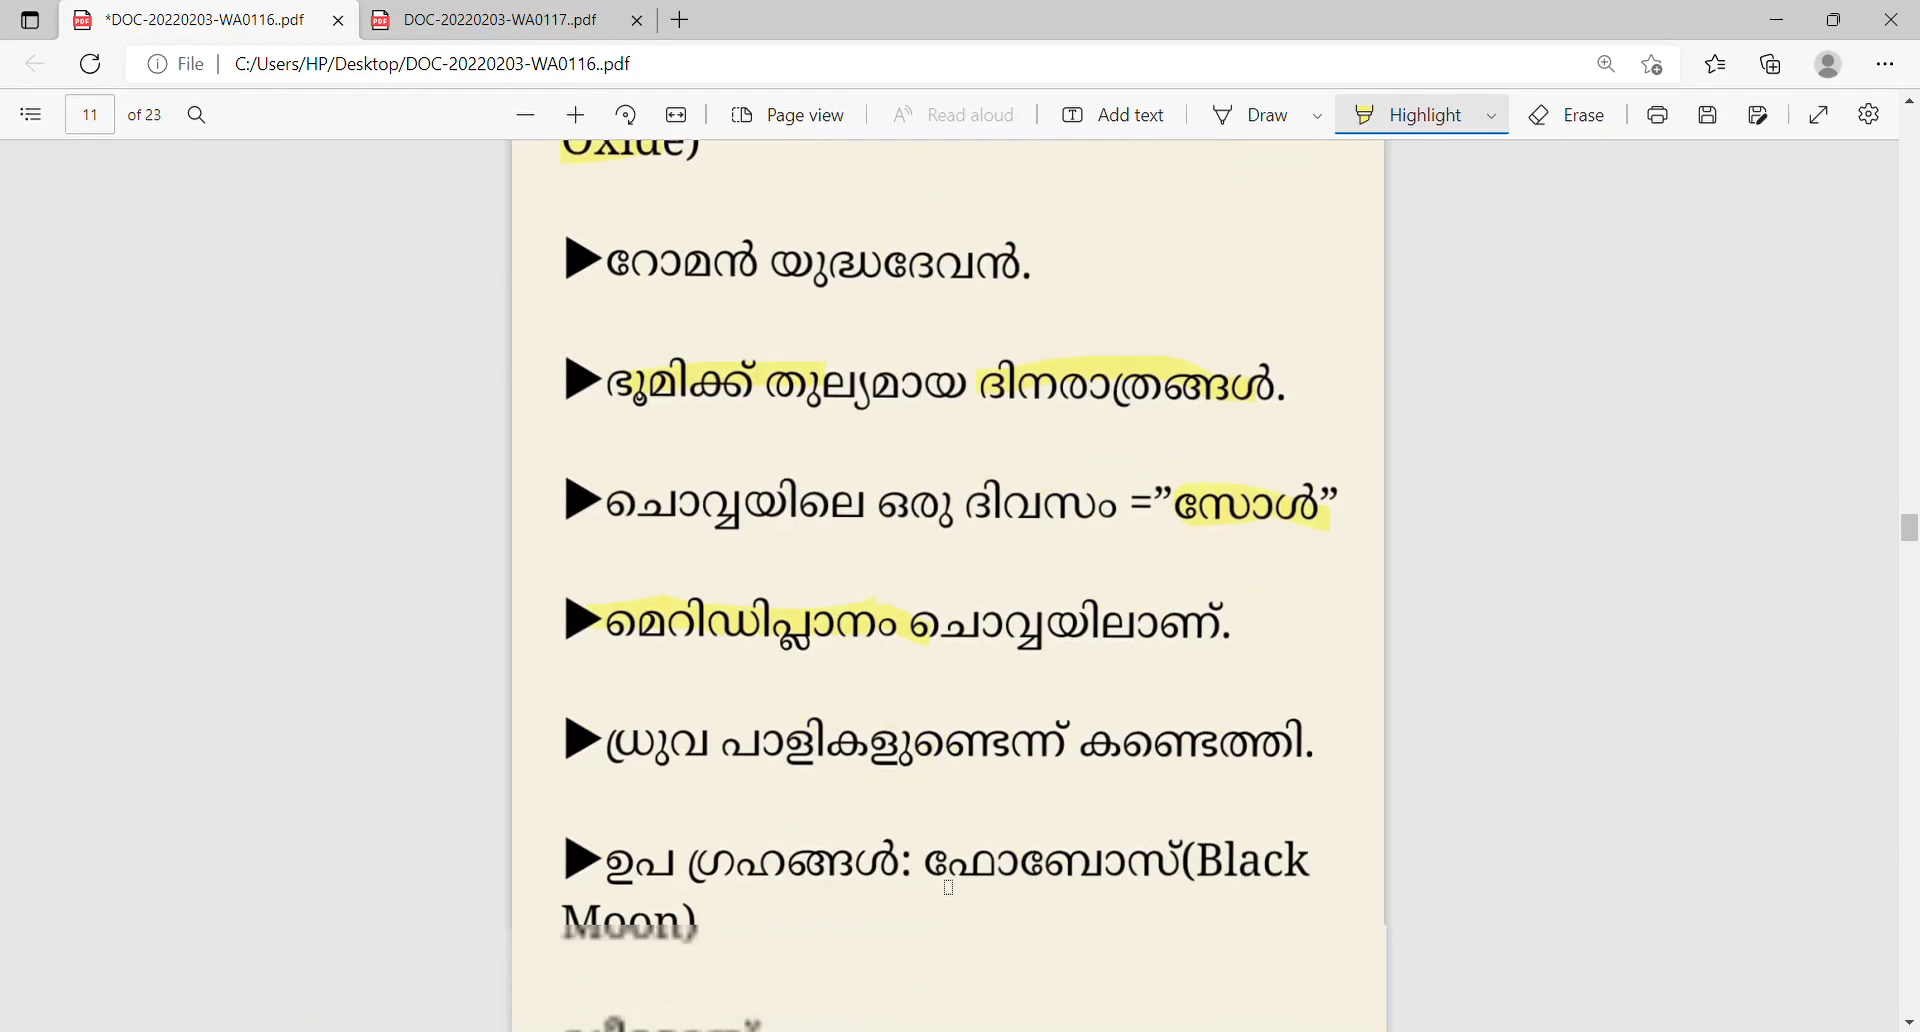 *DOC-20220203-WA0116..pdf
DOC-20220203-WA0117..pdf
File
C:/Users/HP/Desktop/DOC-20220203-WA0116..pdf
11 of 23
Page view
Read aloud
Add text
Draw
Highlight
Erase
Oxide)
▶റോമൻ യുദ്ധദേവൻ.
▶ഭൂമിക്ക് തുല്യമായ ദിനരാത്രങ്ങൾ.
▶ചൊവ്വയിലെ ഒരു ദിവസം =”സോൾ”
▶മെറിഡിപ്ലാനം ചൊവ്വയിലാണ്.
▶ധ്രുവ പാളികളുണ്ടെന്ന് കണ്ടെത്തി.
▶ഉപ ഗ്രഹങ്ങൾ: ഫോബോസ്(Black
Moon)